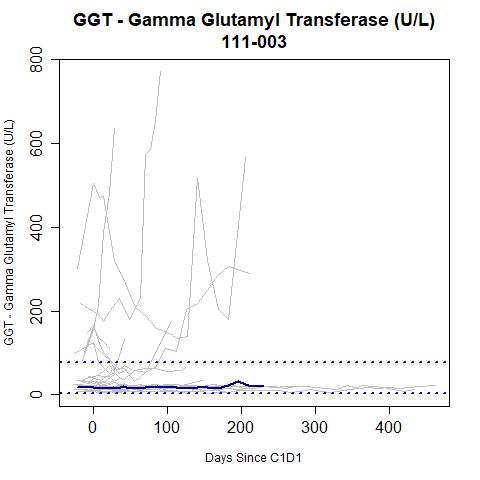 GGT - Gamma Glutamyl Transferase (U/L)
111-003
GGT - Gamma Glutamyl Transferase (U/L)
800
600
400
200
0
0 100 200 300 400
Days Since C1D1